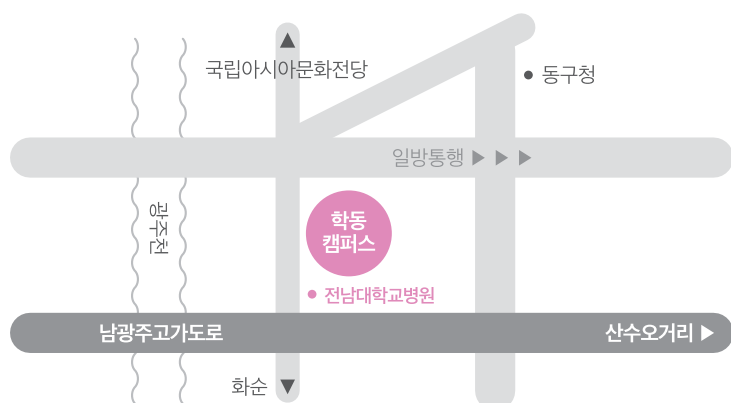 국립아시아문화전당
● 동구청
일방통행 ▶ ▶ ▶
광주천
학동
캠퍼스
● 전남대학교병원
남광주고가도로
산수오거리 ▶
화순